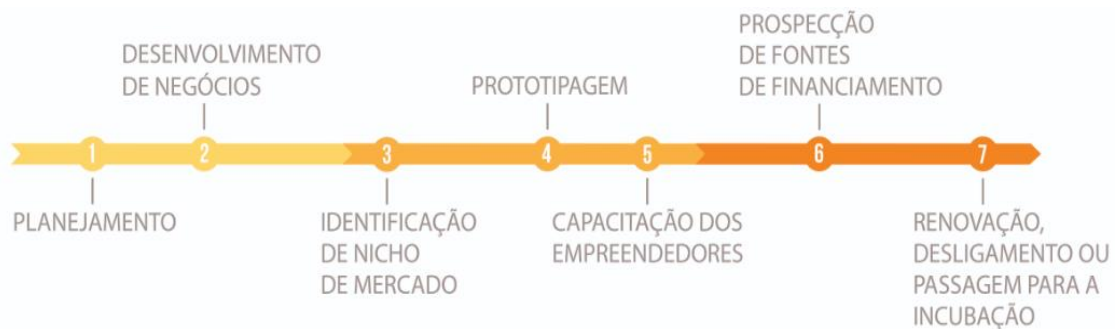 1
PLANEJAMENTO
DESENVOLVIMENTO
DE NEGÓCIOS
2
3
IDENTIFICAÇÃO
DE NICHO
DE MERCADO
PROTOTIPAGEM
4
5
CAPACITAÇÃO DOS
EMPREENDEDORES
PROSPECÇÃO
DE FONTES
DE FINANCIAMENTO
6
7
RENOVAÇÃO,
DESLIGAMENTO OU
PASSAGEM PARA A
INCUBAÇÃO